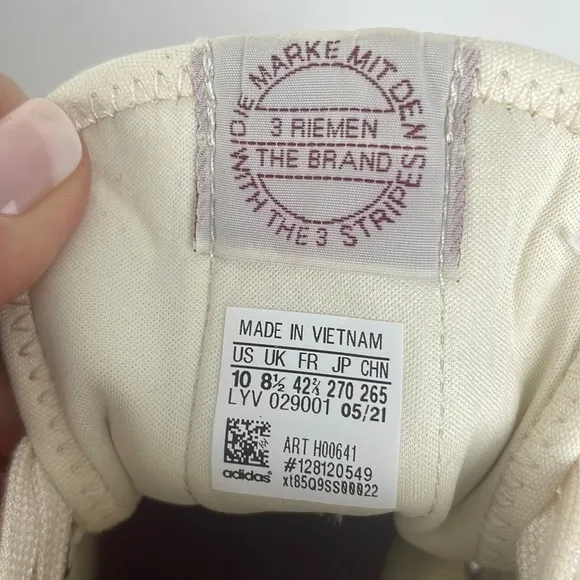 DIE MARKE MIT DEN
3 RIEMEN
THE BRAND
WITH THE 3 STRIPES
MADE IN VIETNAM
US UK FR JP CHN
10 8½ 42⅔ 270 265
LYV 029001 05/21
ART H00641
#128120549
adidas xt85Q9SS00022